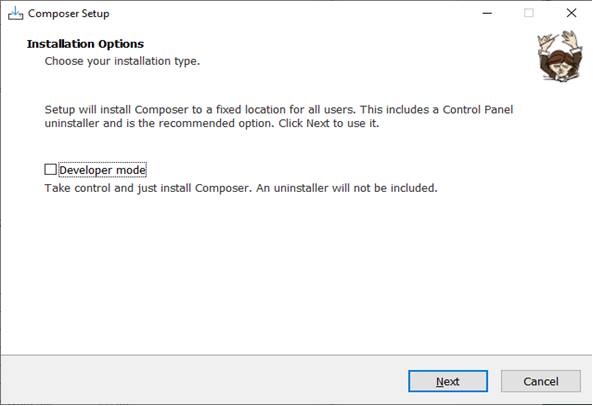 Composer Setup
Installation Options
Choose your installation type.
Setup will install Composer to a fixed location for all users. This includes a Control Panel
uninstaller and is the recommended option. Click Next to use it.
Developer mode
Take control and just install Composer. An uninstaller will not be included.
Next
Cancel